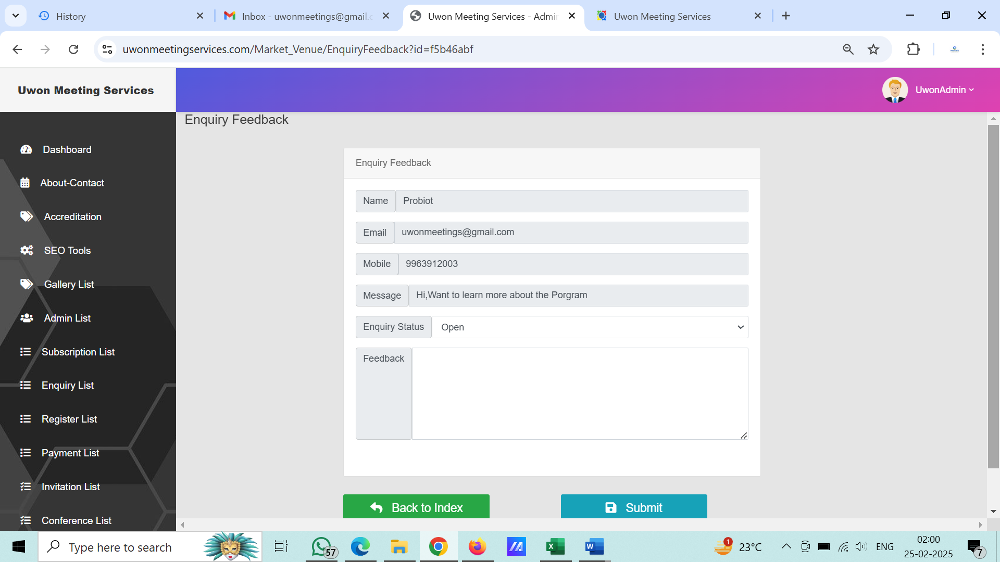 History
Inbox - uwonmeetings@gmail.c
Uwon Meeting Services - Admin
Uwon Meeting Services
uwonmeetingservices.com/Market_Venue/EnquiryFeedback?id=f5b46abf
Uwon Meeting Services
UwonAdmin
Enquiry Feedback
Dashboard
About-Contact
Accreditation
SEO Tools
Gallery List
Admin List
Subscription List
Enquiry List
Register List
Payment List
Invitation List
Conference List
Enquiry Feedback
Name Probiot
Email uwonmeetings@gmail.com
Mobile 9963912003
Message Hi,Want to learn more about the Porgram
Enquiry Status Open
Feedback
Back to Index
Submit
Type here to search
57
1
23°C
ENG
02:00
25-02-2025
7